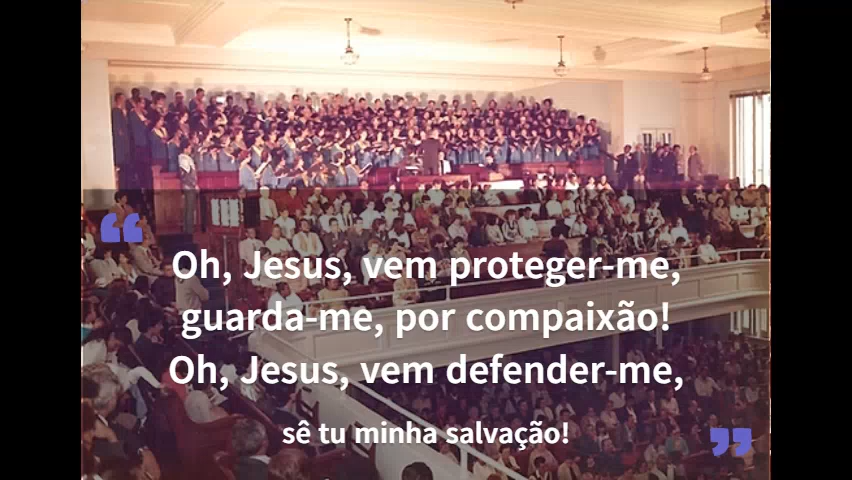 “
Oh, Jesus, vem proteger-me,
guarda-me, por compaixão!
Oh, Jesus, vem defender-me,
sê tu minha salvação!
”